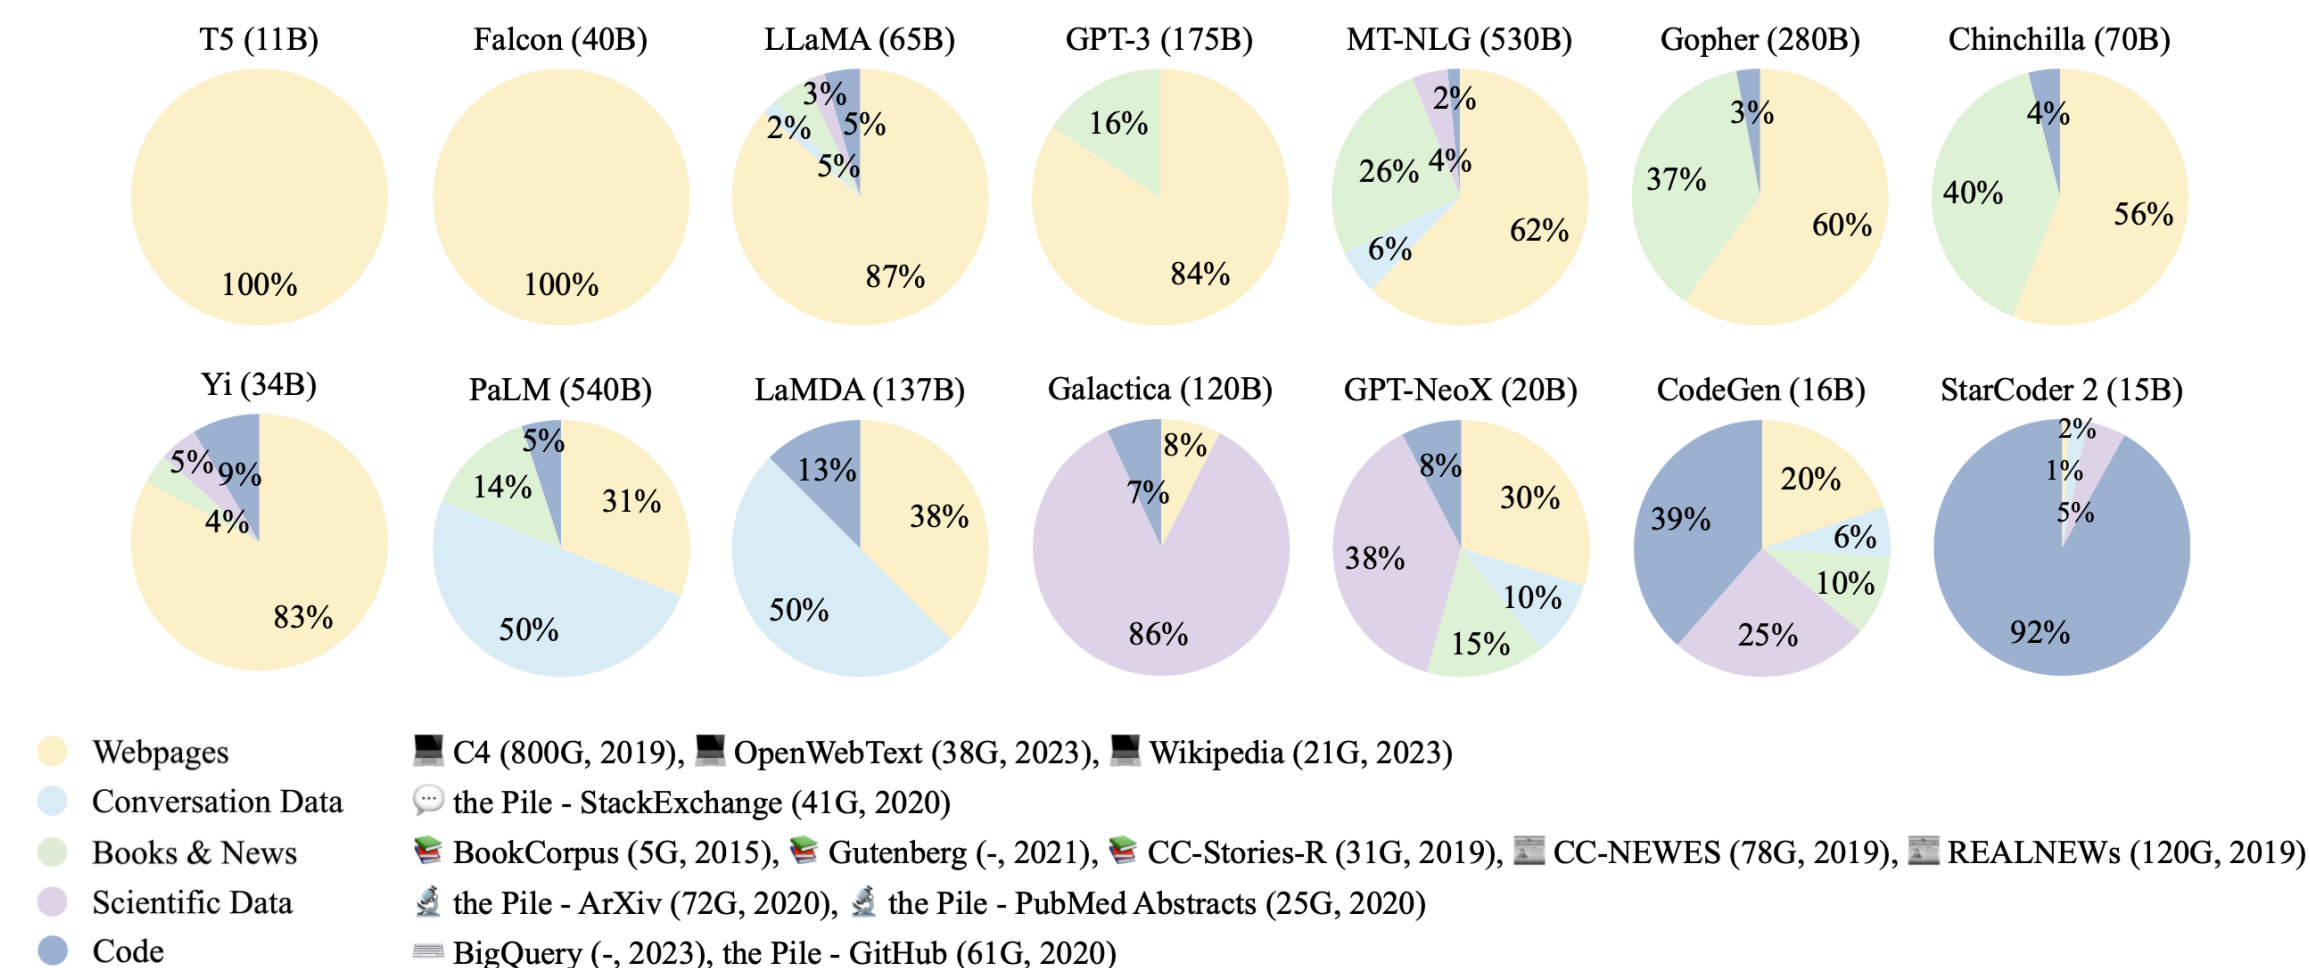 T5 (11B)
Falcon (40B)
LLaMA (65B)
GPT-3 (175B)
MT-NLG (530B)
Gopher (280B)
Chinchilla (70B)
100%
100%
3%
2%
5%
5%
87%
16%
84%
2%
26%
4%
6%
62%
3%
37%
60%
4%
40%
56%
Yi (34B)
PaLM (540B)
LaMDA (137B)
Galactica (120B)
GPT-NeoX (20B)
CodeGen (16B)
StarCoder 2 (15B)
5%
9%
4%
83%
5%
14%
31%
50%
13%
38%
50%
8%
7%
86%
8%
30%
38%
10%
15%
20%
39%
6%
10%
25%
2%
1%
5%
92%
Webpages C4 (800G, 2019), OpenWebText (38G, 2023), Wikipedia (21G, 2023)
Conversation Data the Pile - StackExchange (41G, 2020)
Books & News BookCorpus (5G, 2015), Gutenberg (-, 2021), CC-Stories-R (31G, 2019), CC-NEWES (78G, 2019), REALNEWs (120G, 2019)
Scientific Data the Pile - ArXiv (72G, 2020), the Pile - PubMed Abstracts (25G, 2020)
Code BigQuery (-, 2023), the Pile - GitHub (61G, 2020)